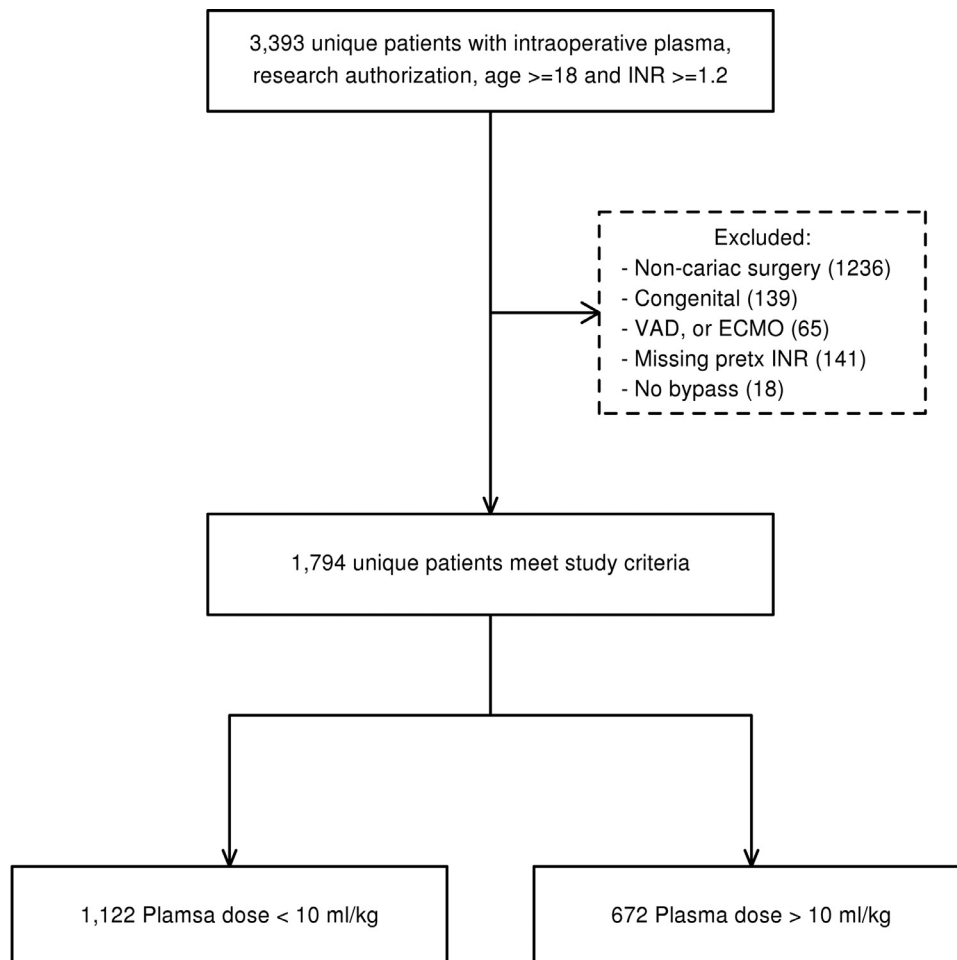 3,393 unique patients with intraoperative plasma,
research authorization, age >=18 and INR >=1.2
Excluded:
- Non-cariac surgery (1236)
- Congenital (139)
- VAD, or ECMO (65)
- Missing pretx INR (141)
- No bypass (18)
1,794 unique patients meet study criteria
1,122 Plamsa dose < 10 ml/kg
672 Plasma dose > 10 ml/kg